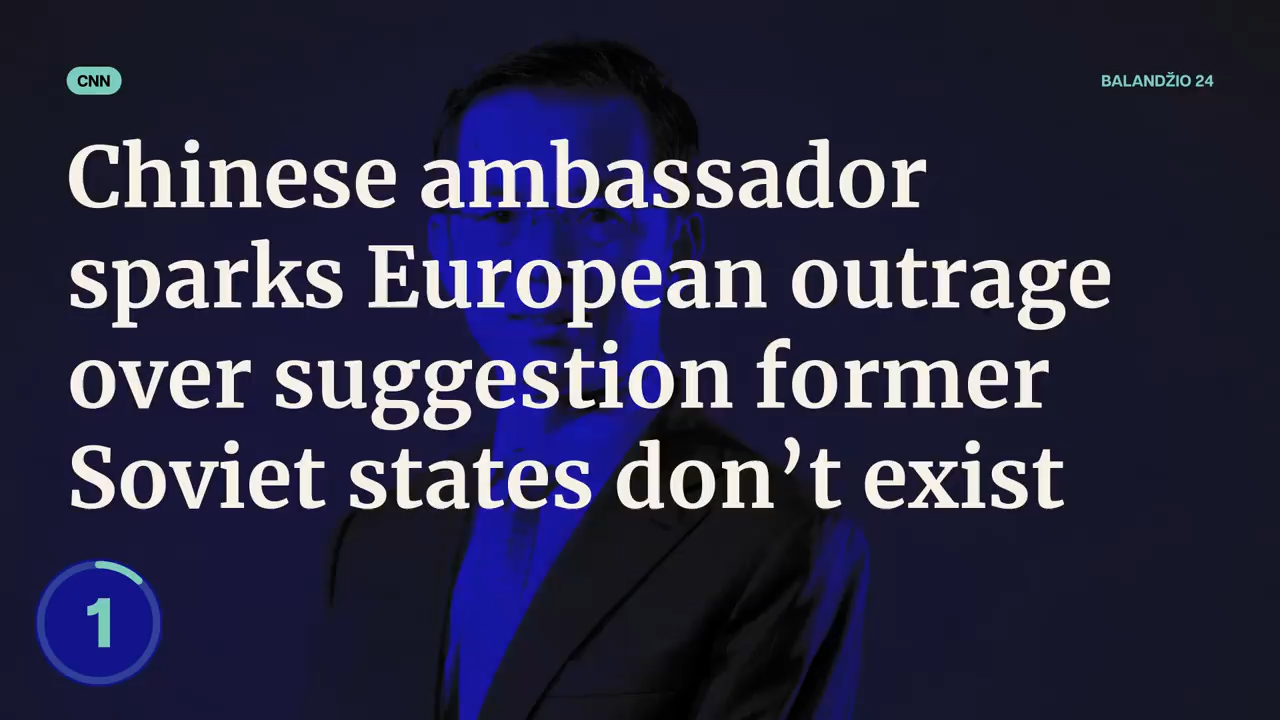 CNN
BALANDŽIO 24
Chinese ambassador
sparks European outrage
over suggestion former
Soviet states don’t exist
1